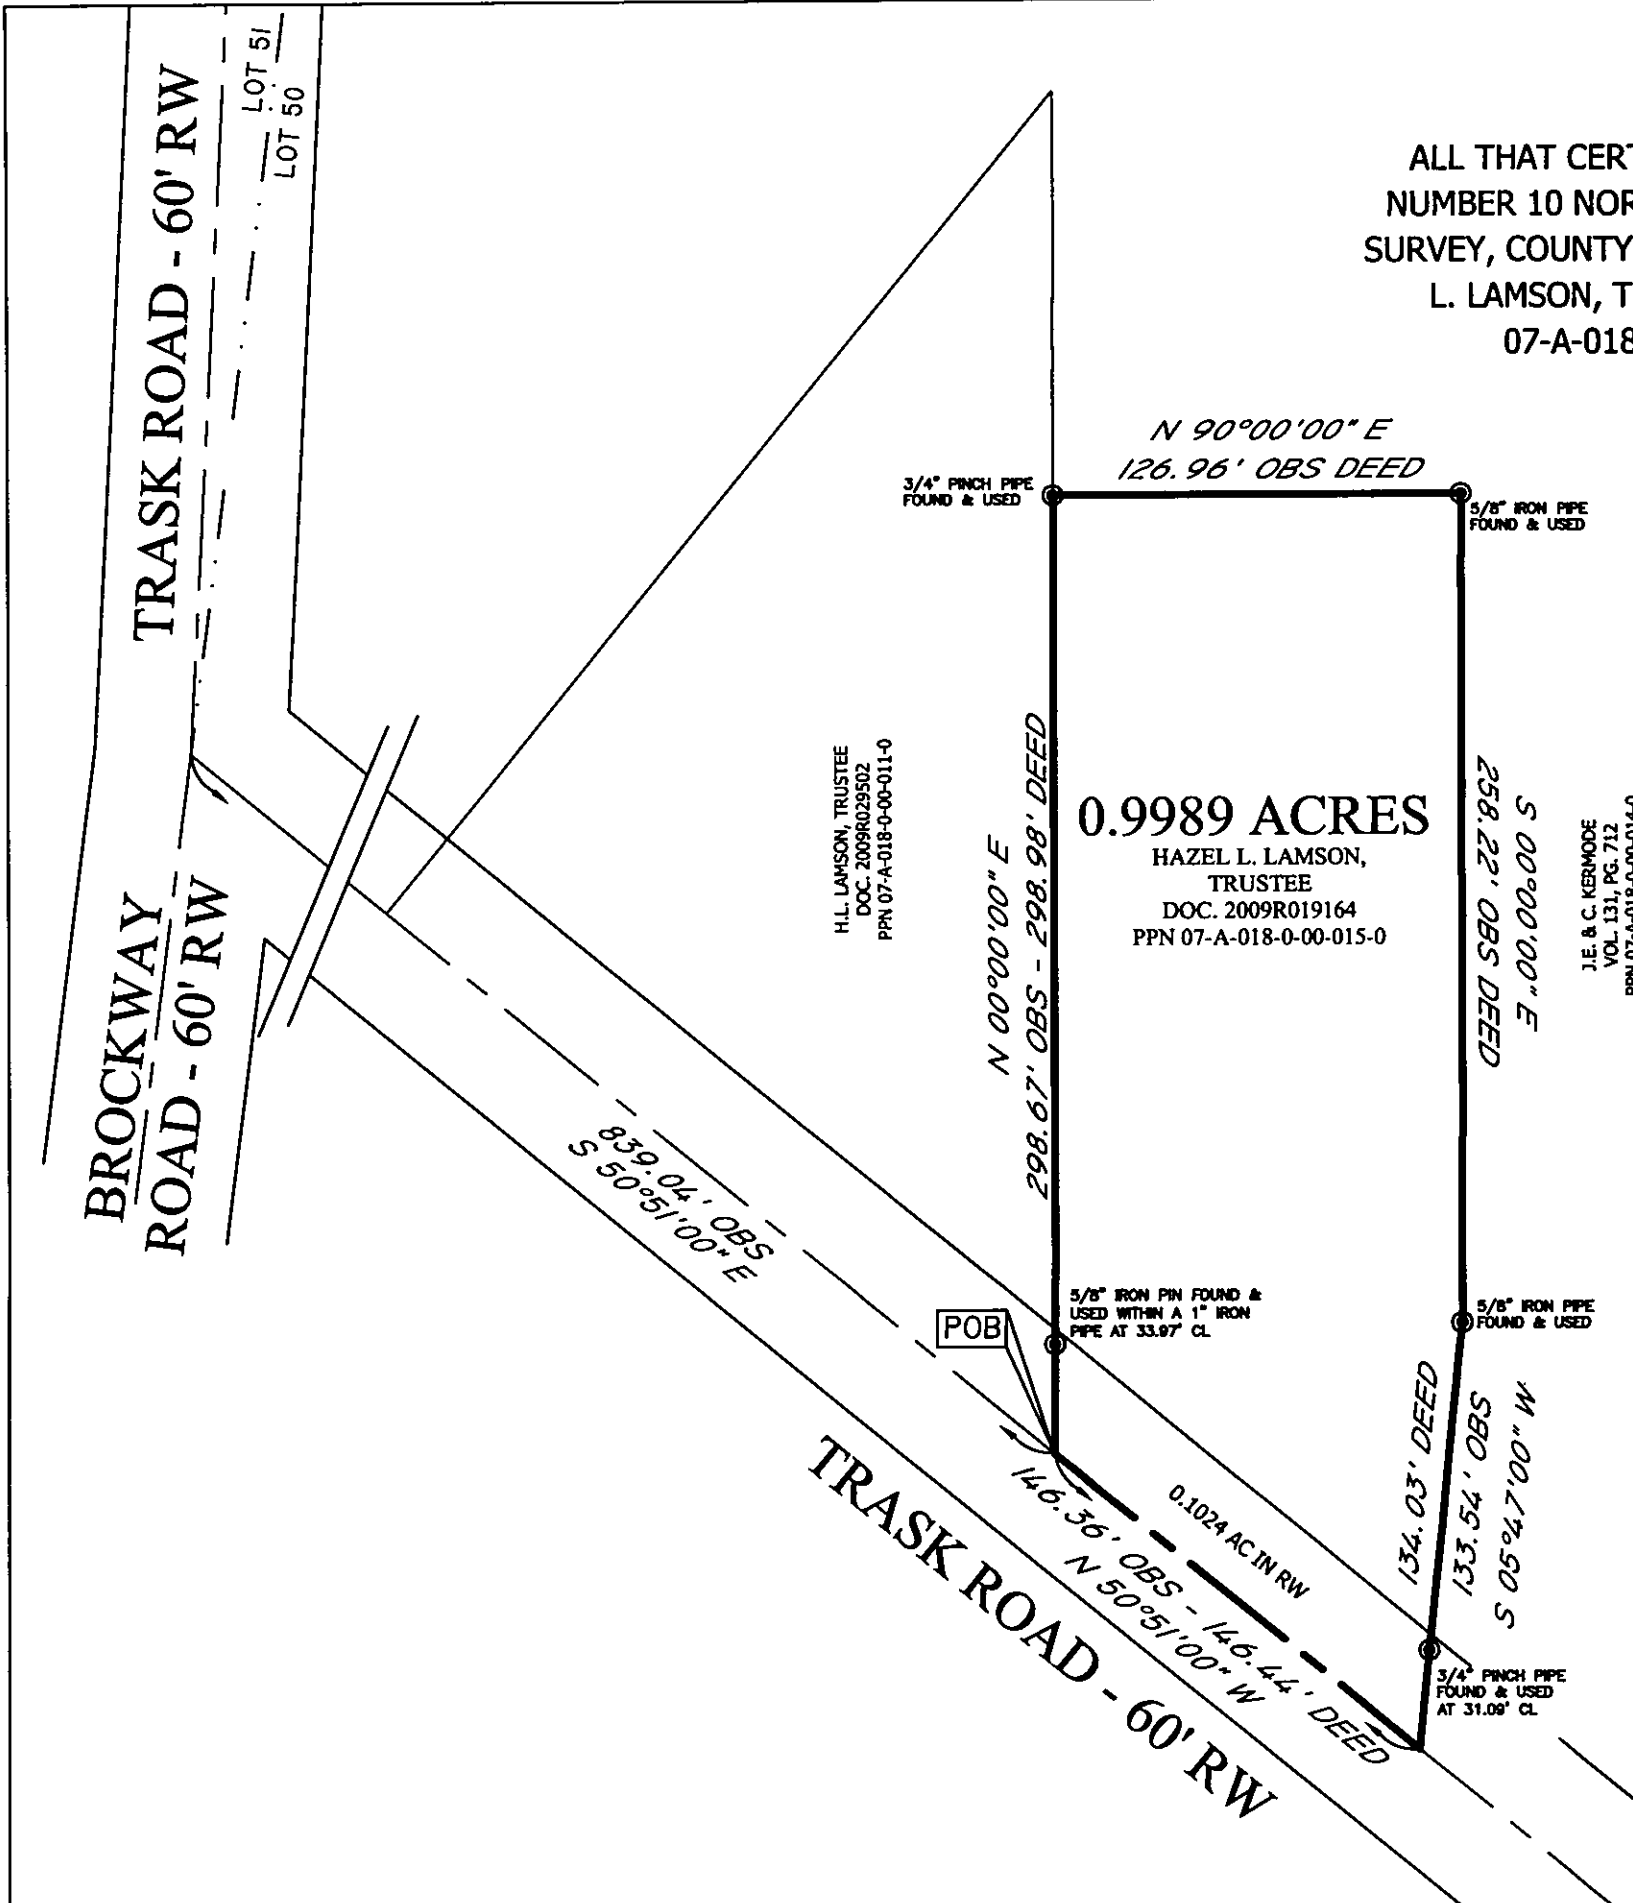 LOT 51
LOT 50
TRASK ROAD - 60' RW
ALL THAT CERT
NUMBER 10 NOR
SURVEY, COUNTY
L. LAMSON, T
07-A-018
N 90°00'00" E
126.96' OBS DEED
3/4" PINCH PIPE
FOUND & USED
5/8" IRON PIPE
FOUND & USED
H.L. LAMSON, TRUSTEE
DOC. 2009R029502
PPN 07-A-018-0-00-011-0
N 00°00'00" E
298.67' OBS - 298.98' DEED
0.9989 ACRES
HAZEL L. LAMSON,
TRUSTEE
DOC. 2009R019164
PPN 07-A-018-0-00-015-0
S 00°00'00" E
258.22' OBS DEED
J.E. & C. KERMODE
VOL. 131, PG. 712
PPN 07-A-018-0-00-014-0
BROCKWAY
ROAD - 60' RW
839.04' OBS
S 50°51'00" E
5/8" IRON PIN FOUND &
USED WITHIN A 1" IRON
PIPE AT 33.97' CL
POB
5/8" IRON PIPE
FOUND & USED
134.03' DEED
133.54' OBS
S 05°47'00" W
0.1024 AC IN RW
146.36' OBS - 146.44' DEED
N 50°51'00" W
TRASK ROAD - 60' RW
3/4" PINCH PIPE
FOUND & USED
AT 31.09' CL